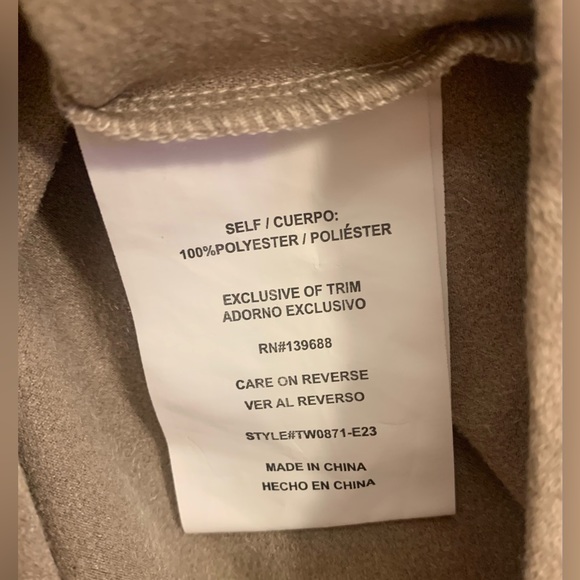 SELF / CUERPO:
100%POLYESTER / POLIÉSTER
EXCLUSIVE OF TRIM
ADORNO EXCLUSIVO
RN#139688
CARE ON REVERSE
VER AL REVERSO
STYLE#TW0871-E23
MADE IN CHINA
HECHO EN CHINA